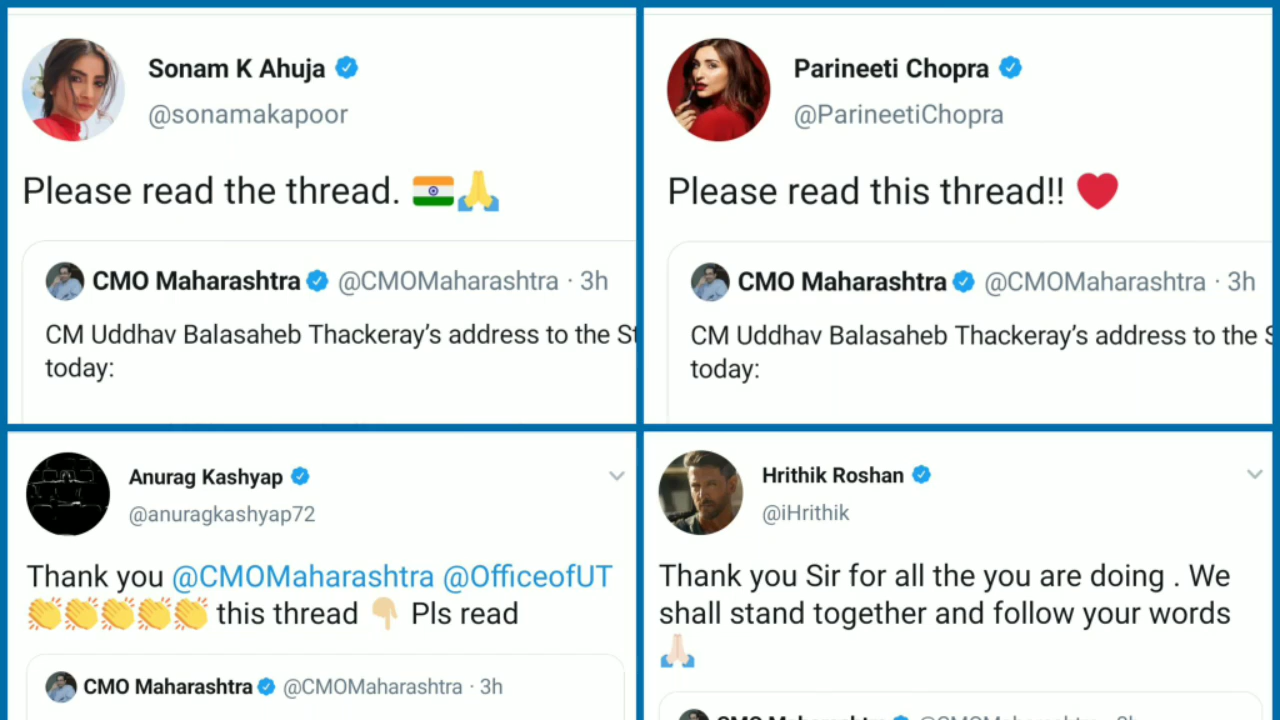 Sonam K Ahuja
@sonamakapoor
Please read the thread. 🇮🇳🙏
CMO Maharashtra @CMOMaharashtra · 3h
CM Uddhav Balasaheb Thackeray's address to the
today:
Parineeti Chopra
@ParineetiChopra
Please read this thread!! ❤️
CMO Maharashtra @CMOMaharashtra · 3h
CM Uddhav Balasaheb Thackeray's address to the
today:
Anurag Kashyap
@anuragkashyap72
Thank you @CMOMaharashtra @OfficeofUT
👏👏👏👏👏 this thread 👇🏼 Pls read
CMO Maharashtra @CMOMaharashtra · 3h
Hrithik Roshan
@iHrithik
Thank you Sir for all the you are doing . We
shall stand together and follow your words
🙏🏻
CMO Maharashtra @CMOMaharashtra